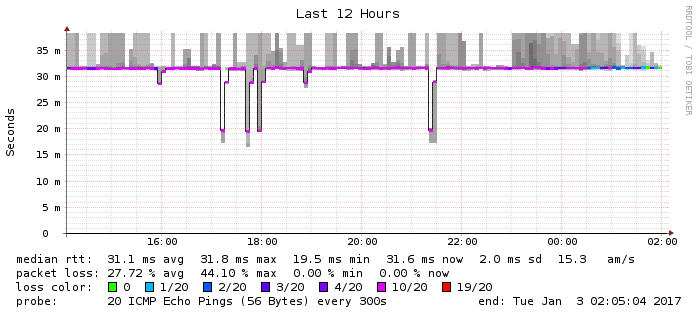 Last 12 Hours
RRDTOOL / TOBI OETIKER
Seconds
35 m
30 m
25 m
20 m
15 m
10 m
5 m
0
16:00 18:00 20:00 22:00 00:00 02:00
median rtt: 31.1 ms avg 31.8 ms max 19.5 ms min 31.6 ms now 2.0 ms sd 15.3 am/s
packet loss: 27.72 % avg 44.10 % max 0.00 % min 0.00 % now
loss color: 0 1/20 2/20 3/20 4/20 10/20 19/20
probe: 20 ICMP Echo Pings (56 Bytes) every 300s end: Tue Jan 3 02:05:04 2017